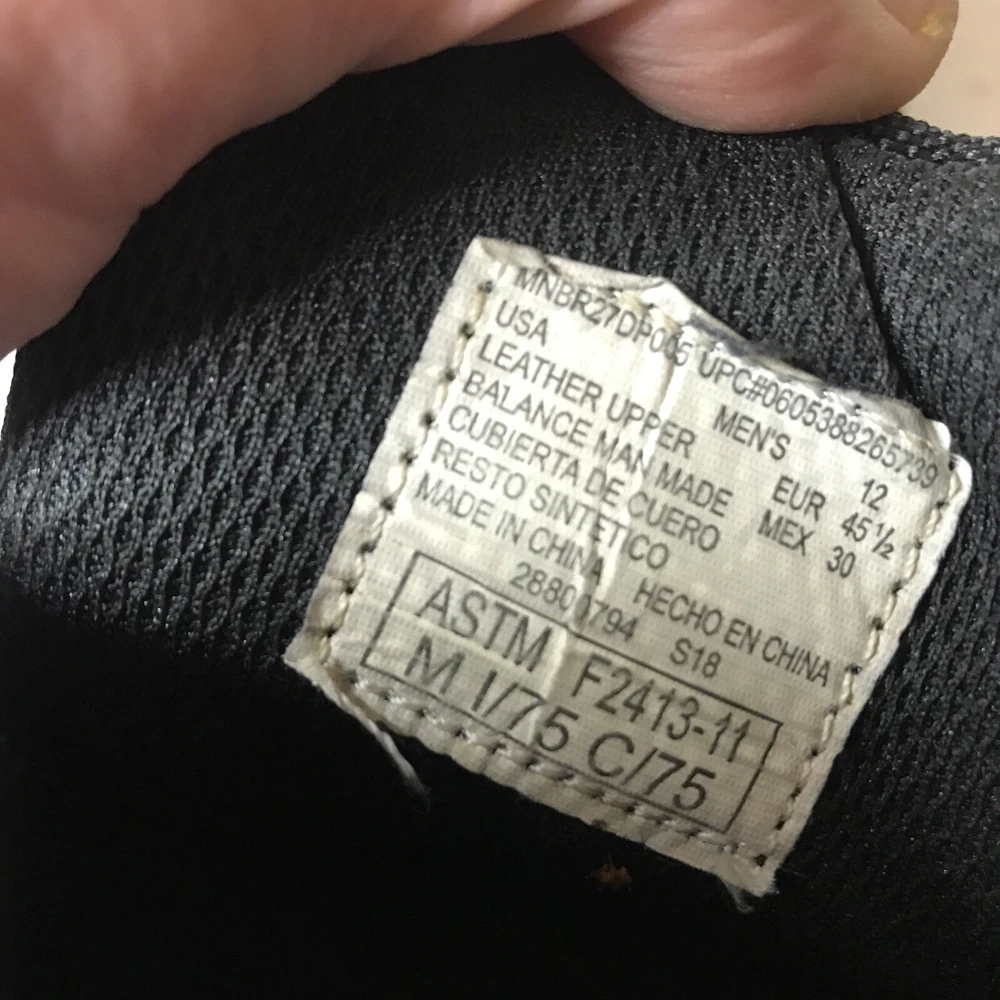 MNBR27DP005 UPC#0605388265739
USA MEN'S 12
LEATHER UPPER EUR 45 ½
BALANCE MAN MADE MEX 30
CUBIERTA DE CUERO
RESTO SINTETICO
MADE IN CHINA HECHO EN CHINA
28800794 S18
ASTM F2413-11
M I/75 C/75